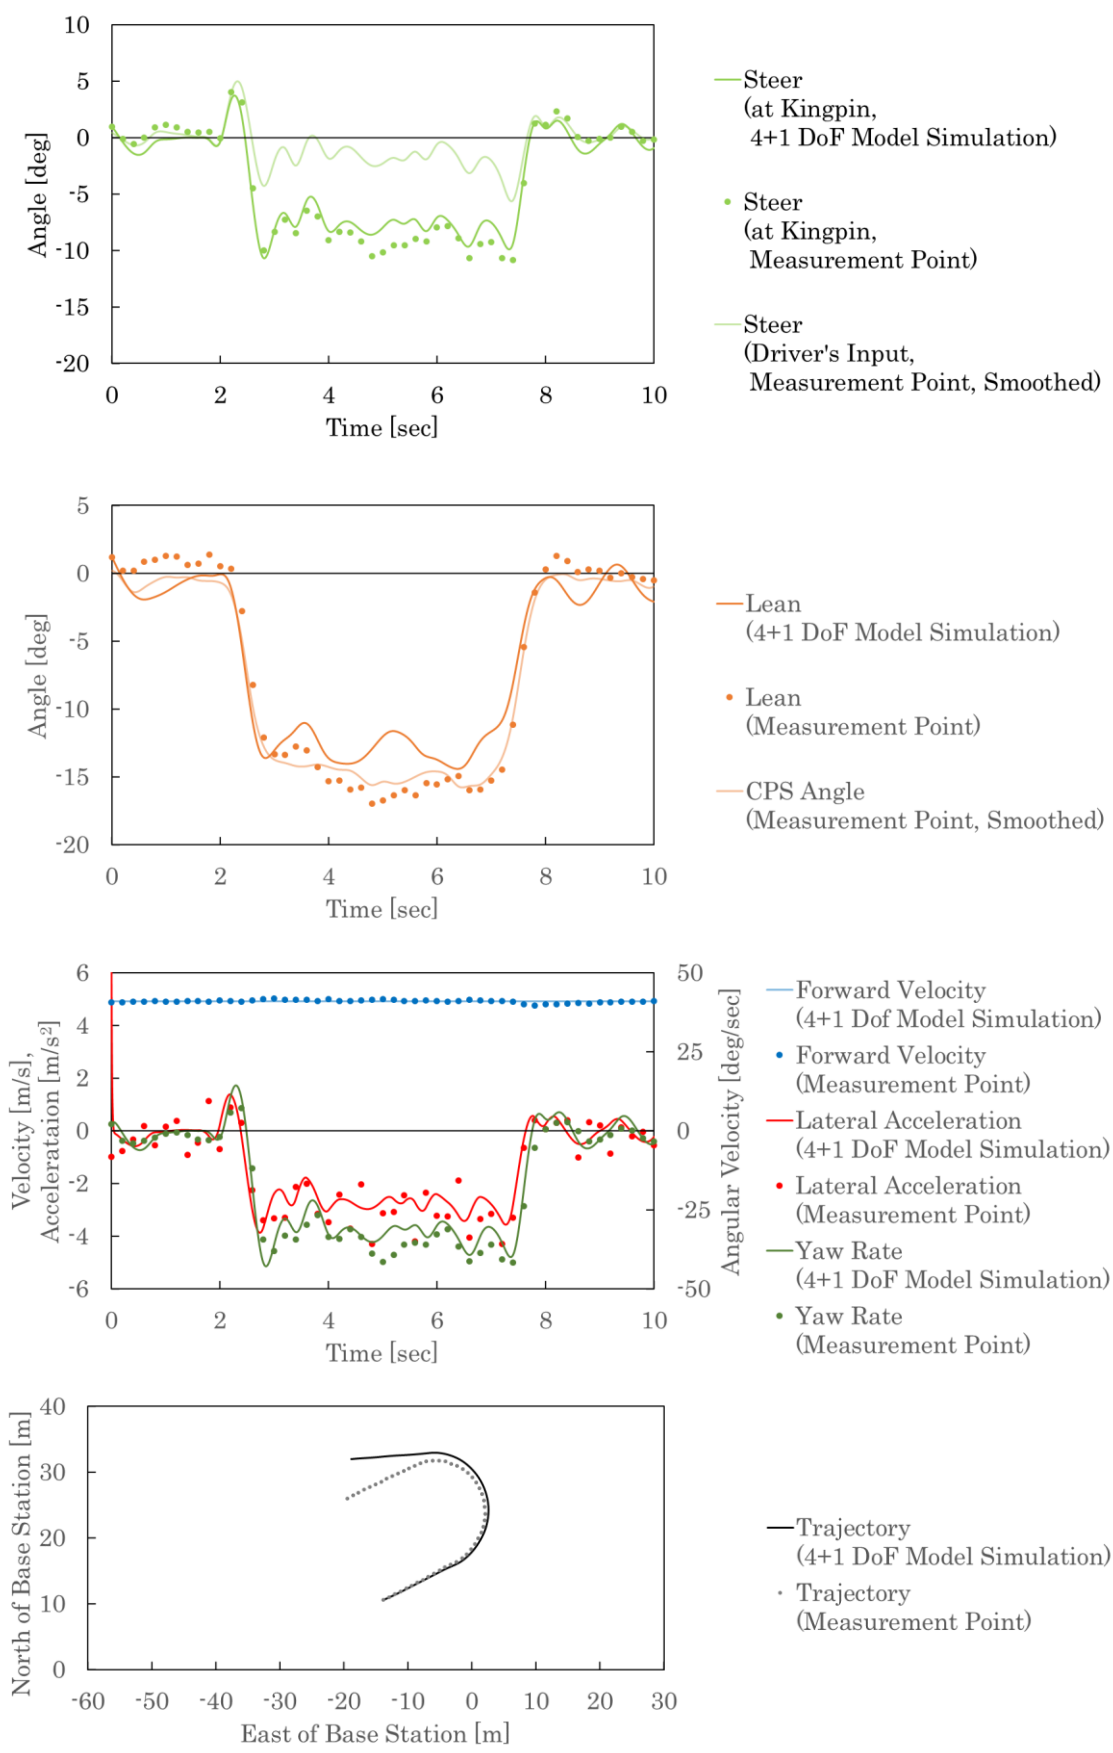 10
5
0
-5
-10
-15
-20
Angle [deg]
0 2 4 6 8 10
Time [sec]
Steer
(at Kingpin,
4+1 DoF Model Simulation)
Steer
(at Kingpin,
Measurement Point)
Steer
(Driver's Input,
Measurement Point, Smoothed)
5
0
-5
-10
-15
-20
Angle [deg]
0 2 4 6 8 10
Time [sec]
Lean
(4+1 DoF Model Simulation)
Lean
(Measurement Point)
CPS Angle
(Measurement Point, Smoothed)
6
4
2
0
-2
-4
-6
Velocity [m/s],
Accelerataion [m/s²]
50
25
0
-25
-50
Angular Velocity [deg/sec]
0 2 4 6 8 10
Time [sec]
Forward Velocity
(4+1 Dof Model Simulation)
Forward Velocity
(Measurement Point)
Lateral Acceleration
(4+1 DoF Model Simulation)
Lateral Acceleration
(Measurement Point)
Yaw Rate
(4+1 DoF Model Simulation)
Yaw Rate
(Measurement Point)
40
30
20
10
0
North of Base Station [m]
-60 -50 -40 -30 -20 -10 0 10 20 30
East of Base Station [m]
Trajectory
(4+1 DoF Model Simulation)
Trajectory
(Measurement Point)